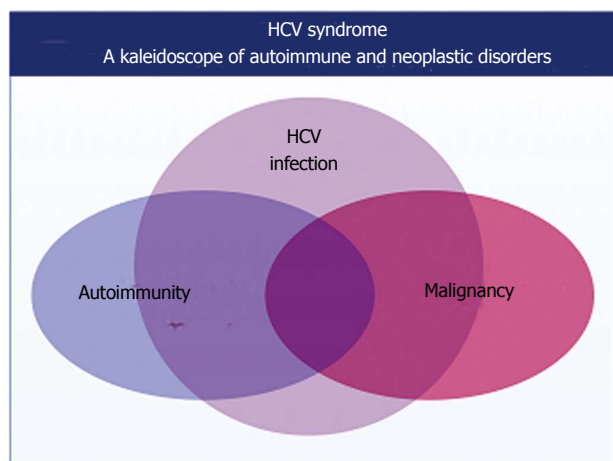 HCV syndrome
A kaleidoscope of autoimmune and neoplastic disorders
HCV
infection
Autoimmunity
Malignancy